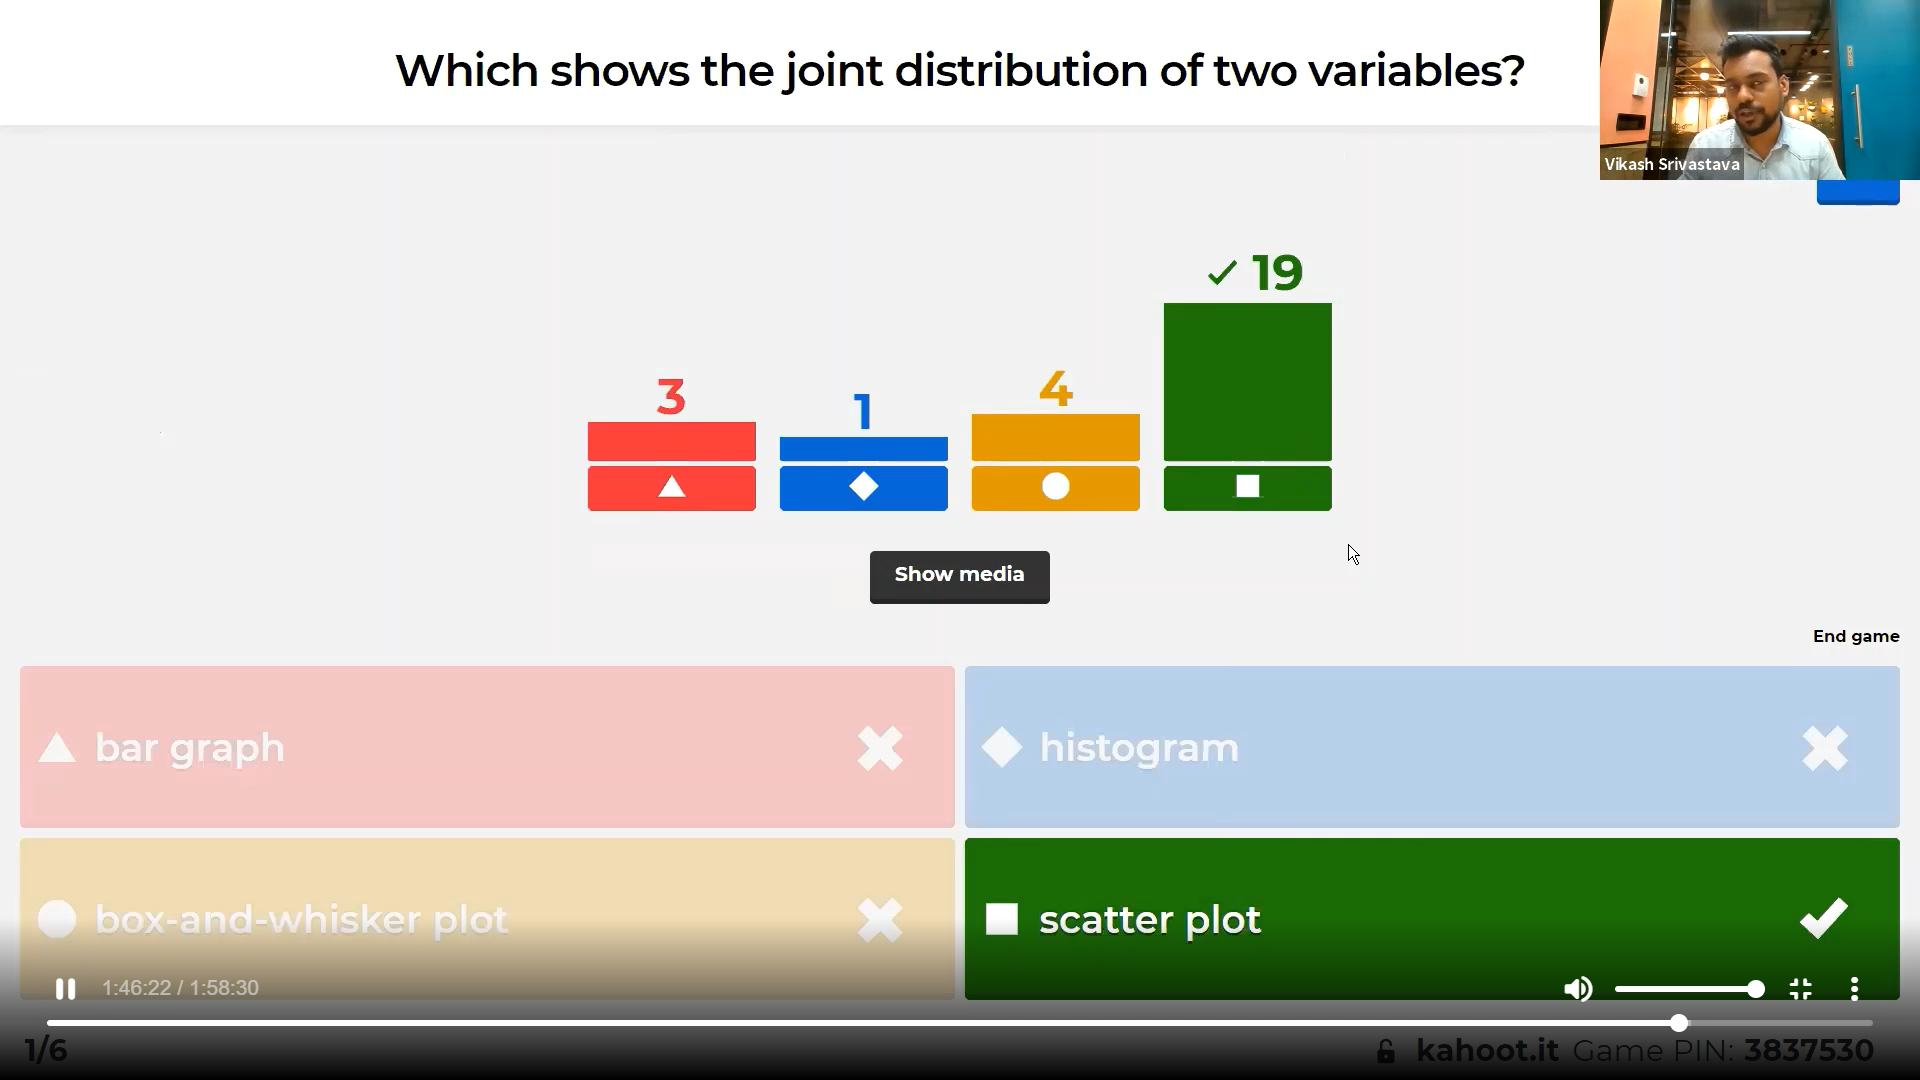 Which shows the joint distribution of two variables?
Vikash Srivastava
19
3
1
4
Show media
End game
bar graph
histogram
box-and-whisker plot
scatter plot
1:46:22 / 1:58:30
1/6
kahoot.it Game PIN: 3837530